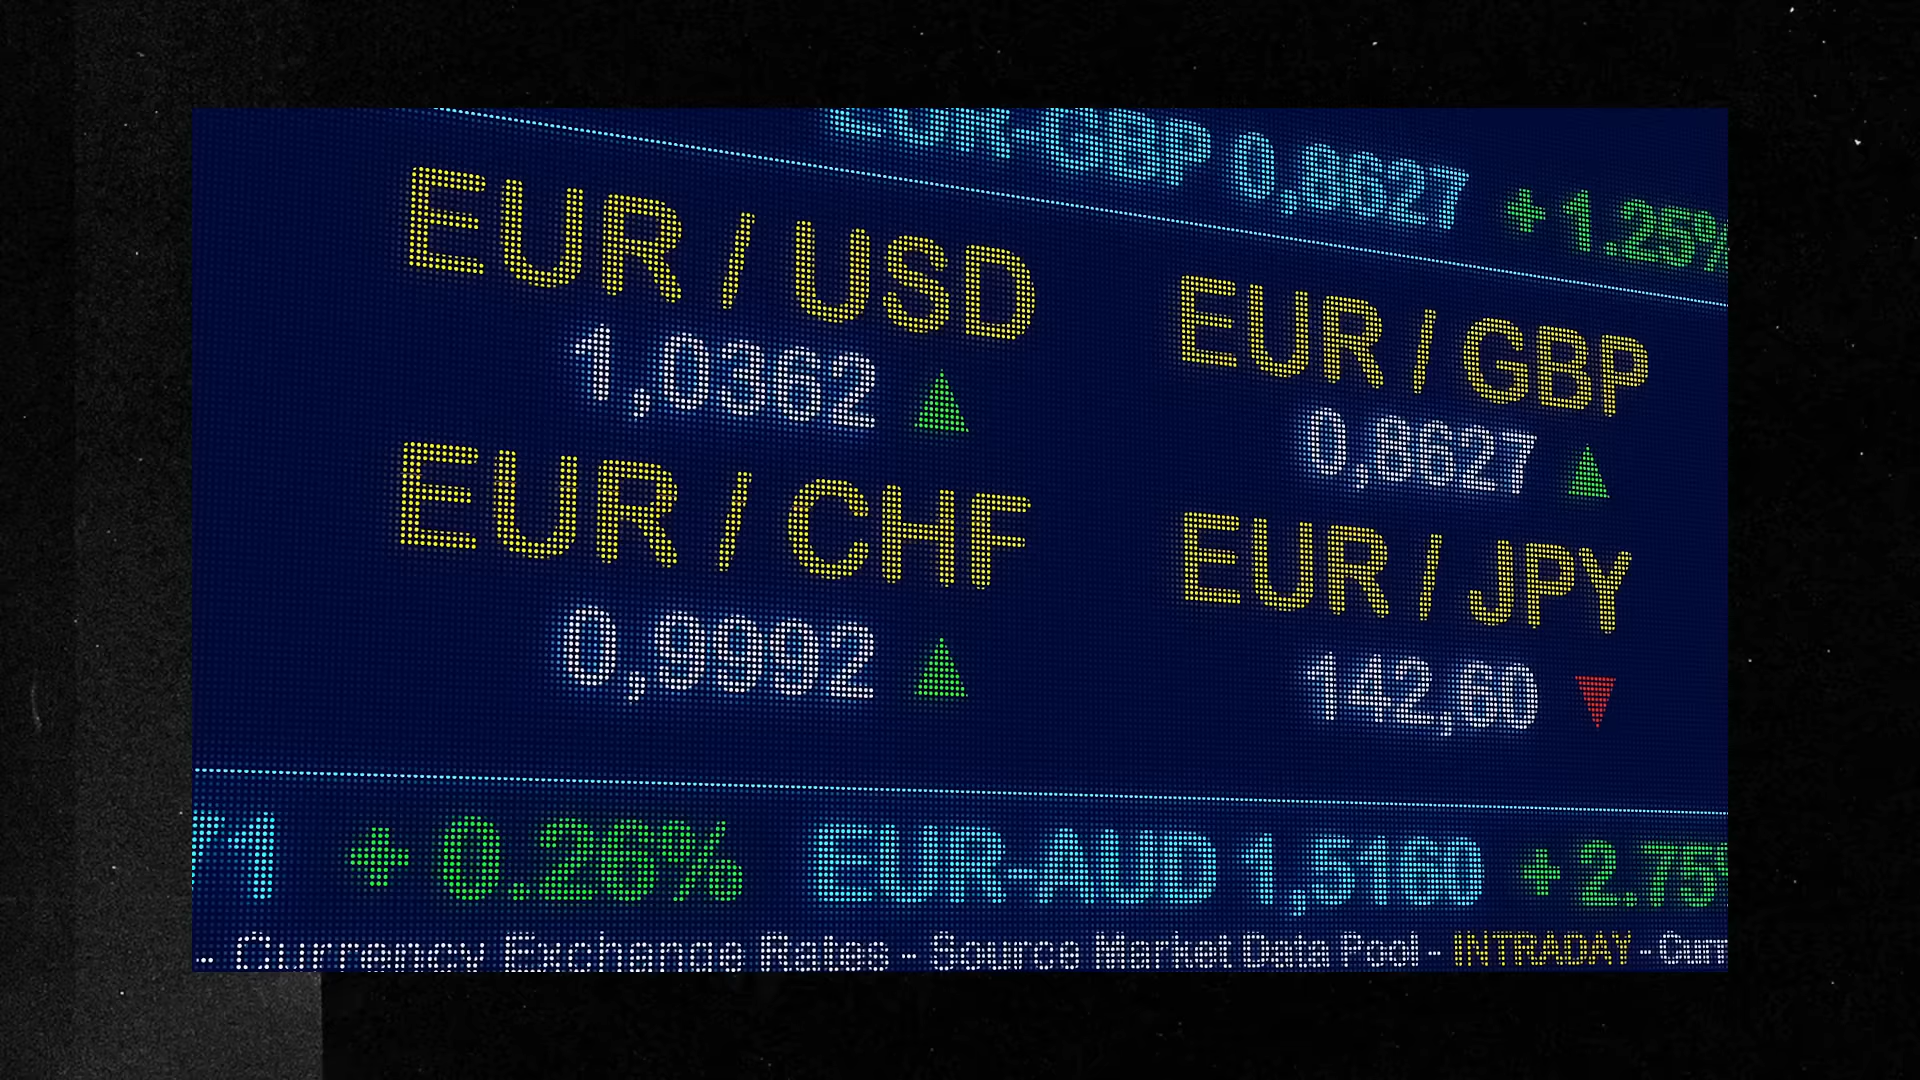 EUR-GBP 0,8627 +1.25%
EUR / USD
1,0362
EUR / GBP
0,8627
EUR / CHF
0,9992
EUR / JPY
142,60
71 +0.26% EUR-AUD 1,5160 +2.75
- Currency Exchange Rates - Source Market Data Pool - INTRADAY - Curr